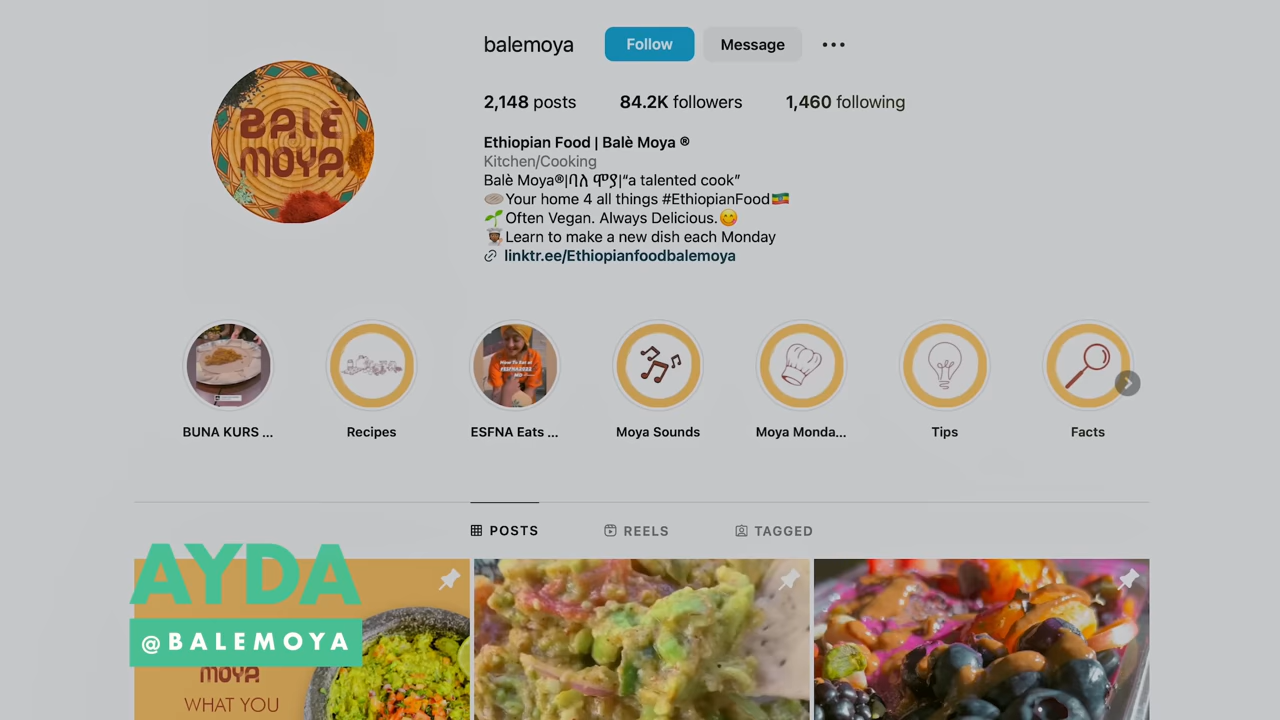 balemoya Follow Message
2,148 posts 84.2K followers 1,460 following
BALÈ
MOYA
Ethiopian Food | Balè Moya ®
Kitchen/Cooking
Balè Moya®|ባለ ሞያ|“a talented cook”
Your home 4 all things #EthiopianFood🇪🇹
🌱Often Vegan. Always Delicious.😋
Learn to make a new dish each Monday
linktr.ee/Ethiopianfoodbalemoya
BUNA KURS ...
Recipes
ESFNA Eats ...
Moya Sounds
Moya Monda...
Tips
Facts
POSTS REELS TAGGED
AYDA
@BALEMOYA
MOYA
WHAT YOU